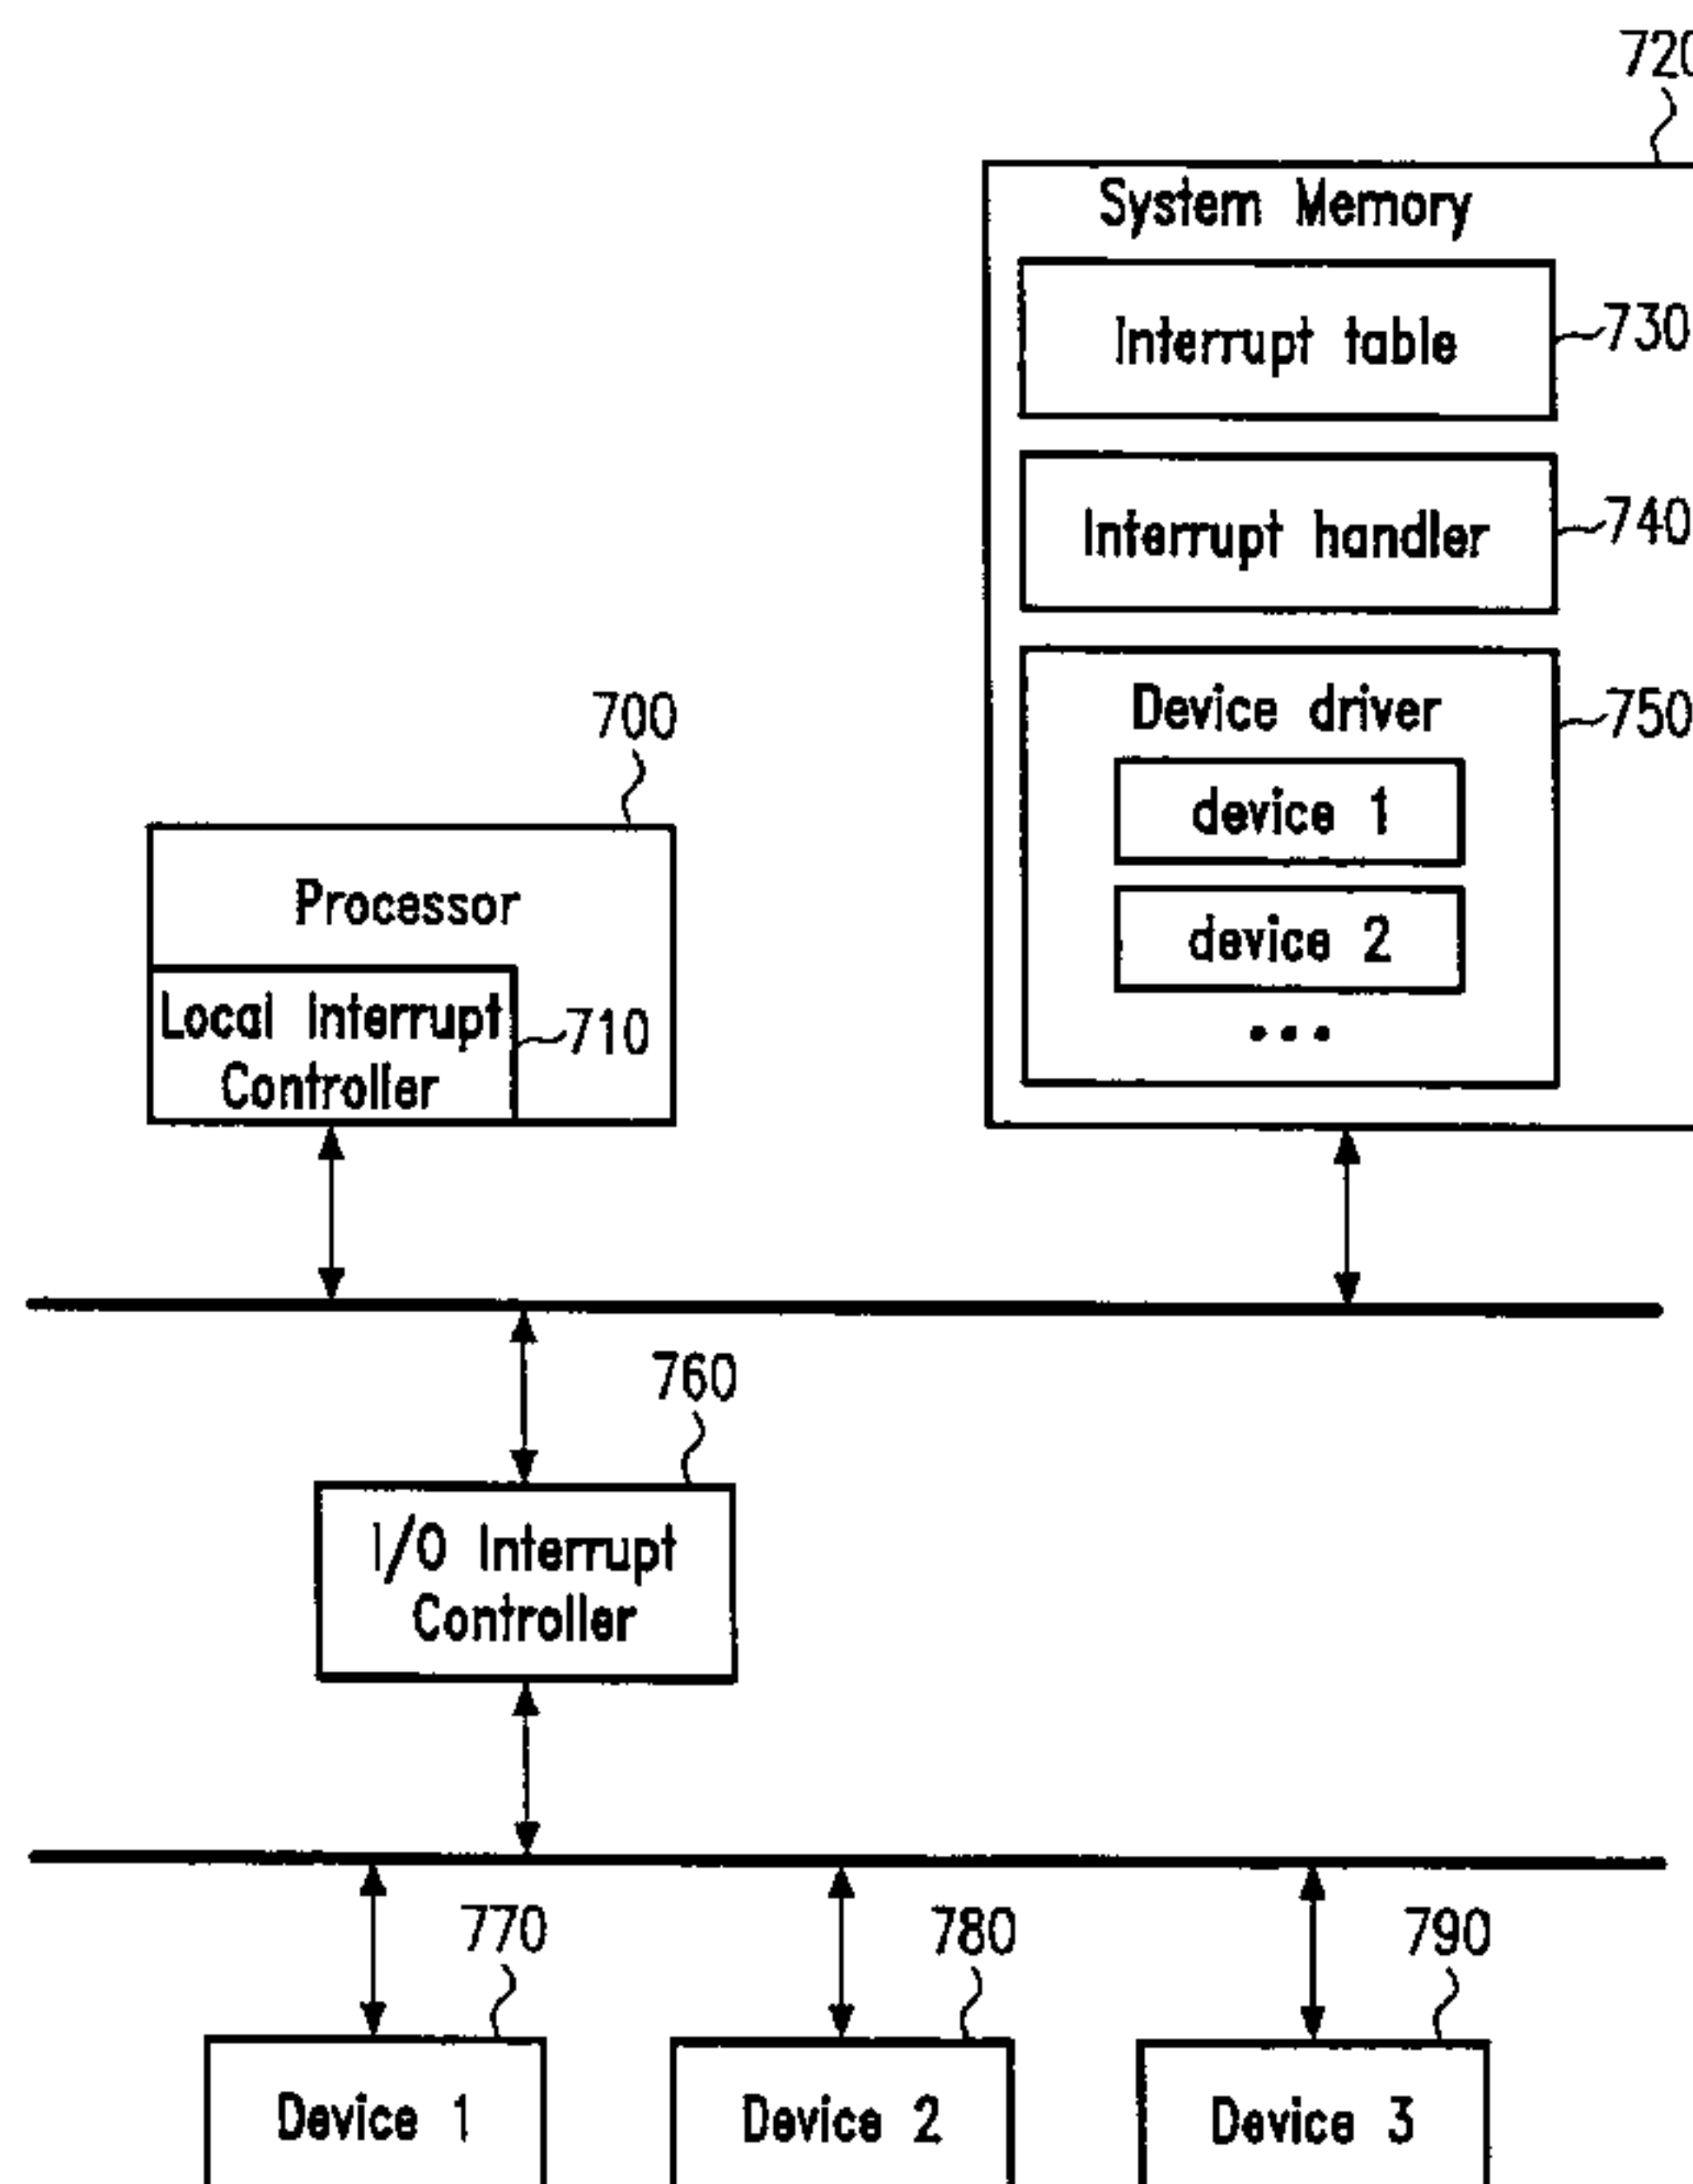 720
System Memory
Interrupt table
730
Interrupt handler
740
Device driver
750
device 1
device 2
...
700
Processor
Local Interrupt
Controller
710
760
I/O Interrupt
Controller
770
780
790
Device 1
Device 2
Device 3